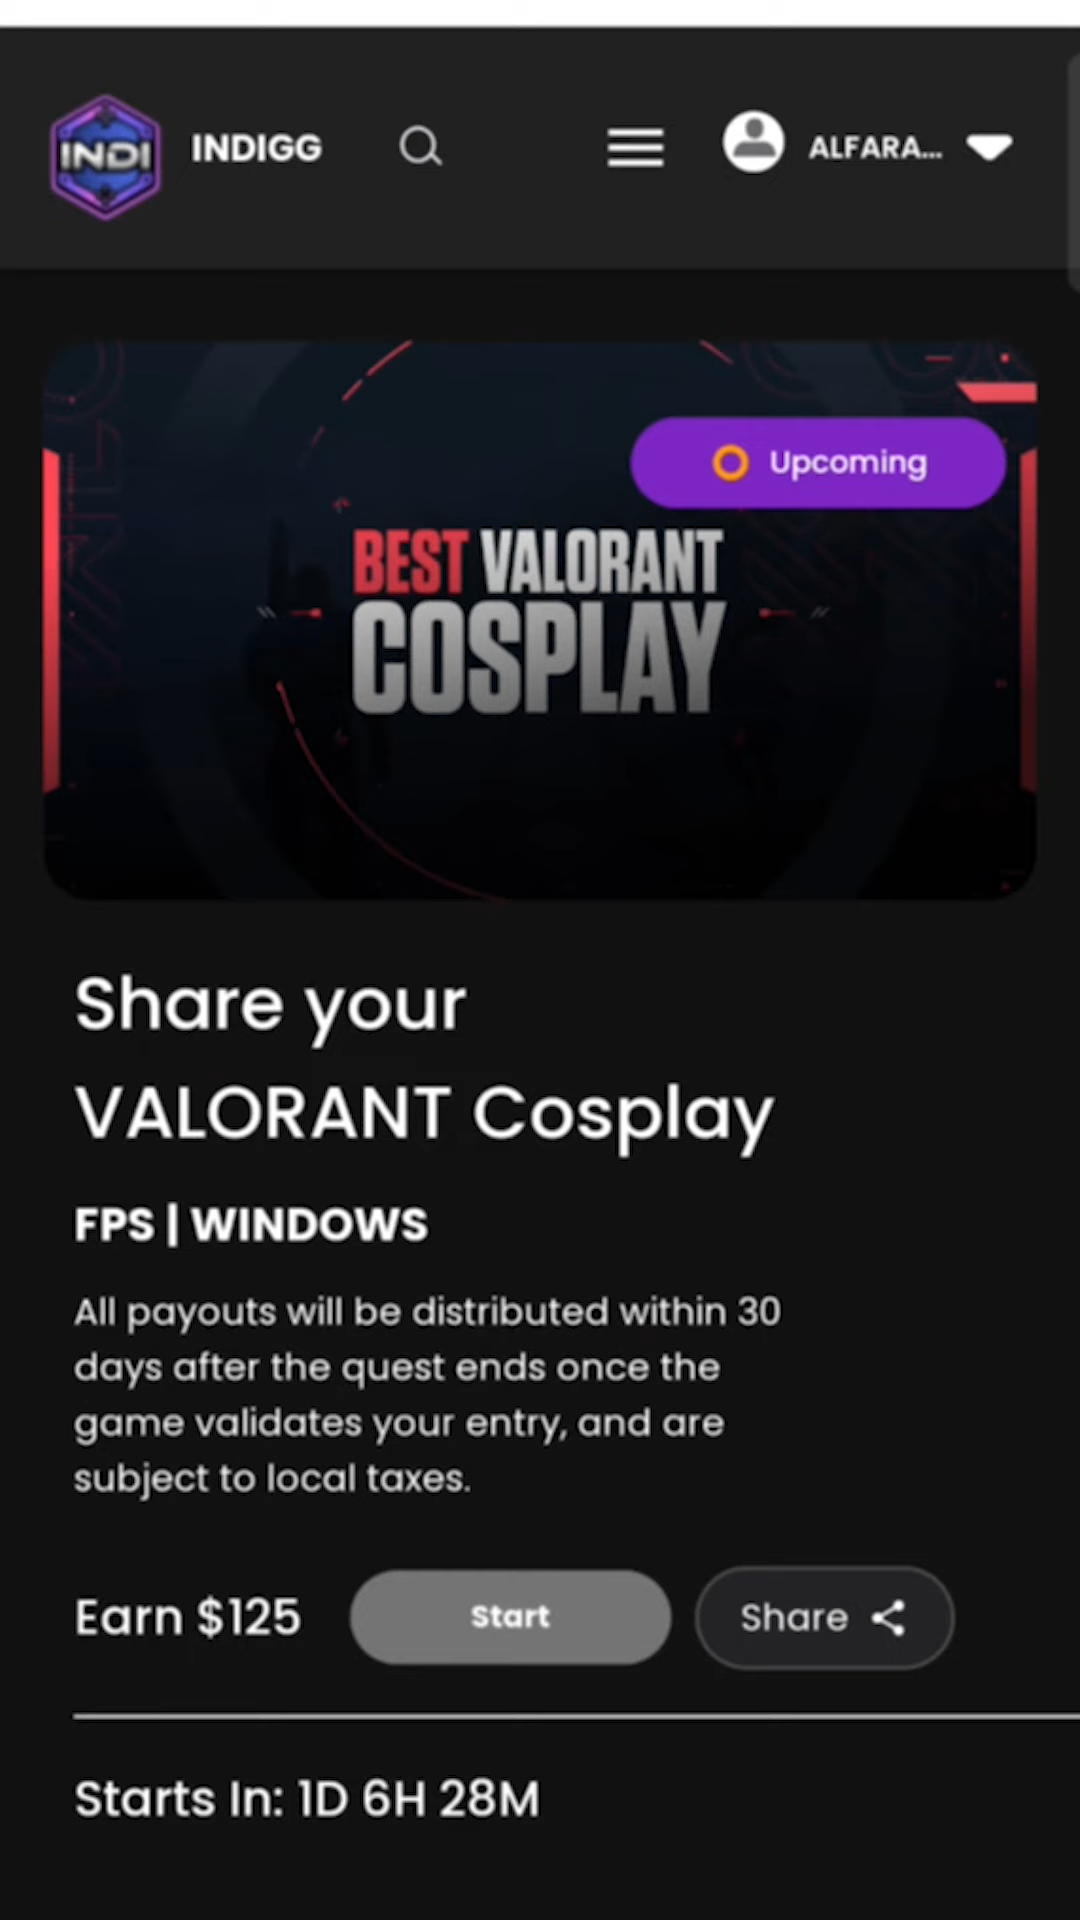 INDI
INDIGG
ALFARA...
Upcoming
BEST VALORANT
COSPLAY
Share your
VALORANT Cosplay
FPS | WINDOWS
All payouts will be distributed within 30
days after the quest ends once the
game validates your entry, and are
subject to local taxes.
Earn $125
Start
Share
Starts In: 1D 6H 28M